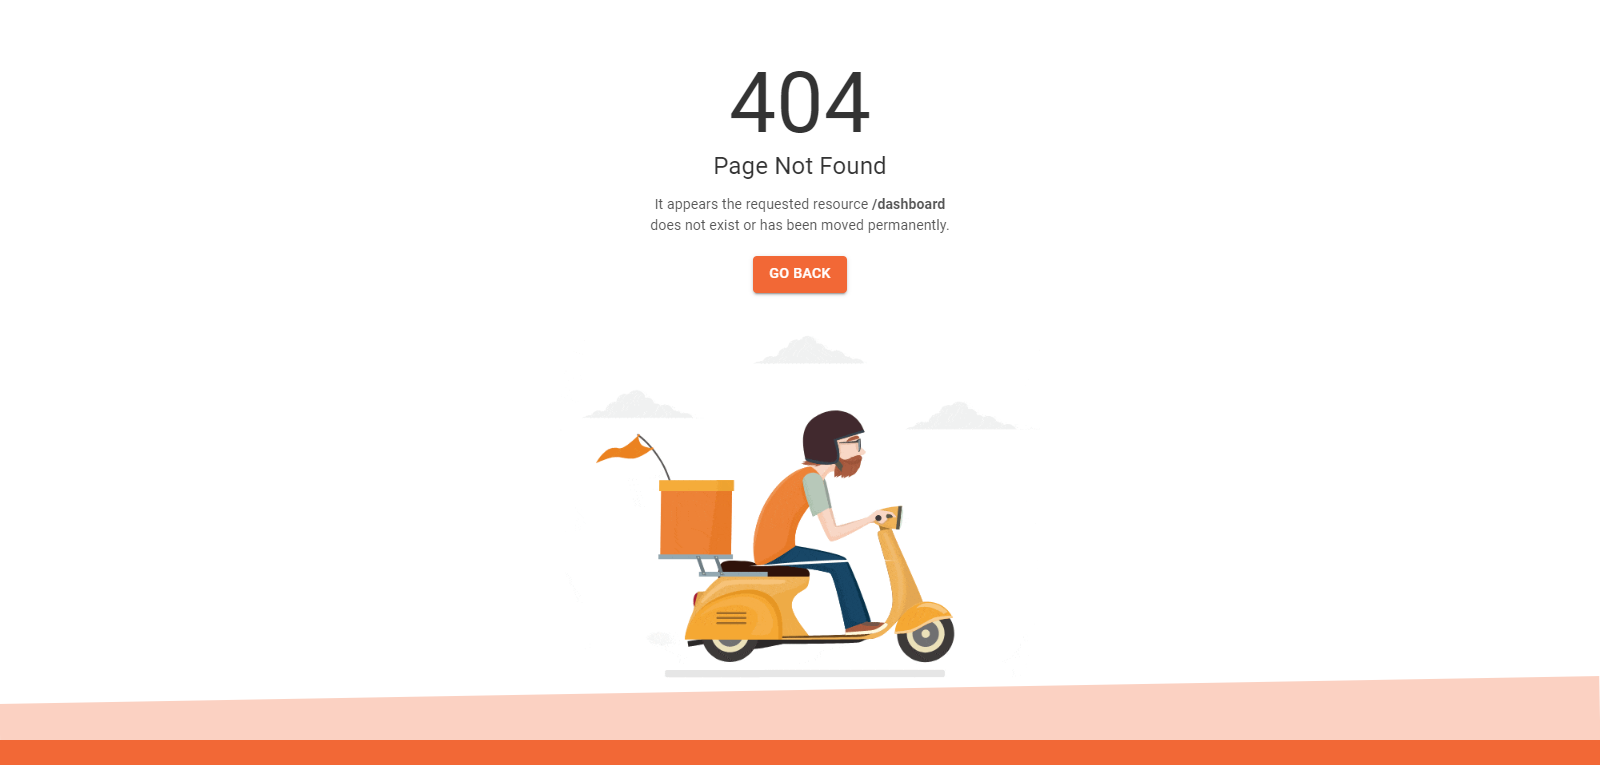 404
Page Not Found
It appears the requested resource /dashboard
does not exist or has been moved permanently.
GO BACK